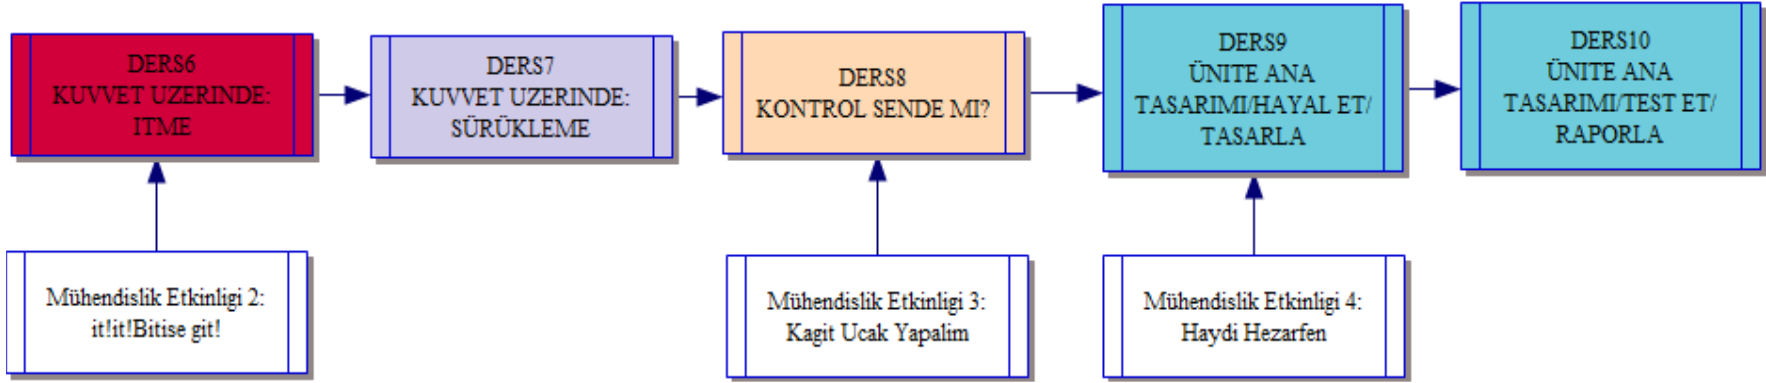 DERS6
KUVVET UZERINDE:
ITME
DERS7
KUVVET UZERINDE:
SÜRÜKLEME
DERS8
KONTROL SENDE MI?
DERS9
ÜNITE ANA
TASARIMI/HAYAL ET/
TASARLA
DERS10
ÜNITE ANA
TASARIMI/TEST ET/
RAPORLA
Mühendislik Etkinligi 2:
it!it!Bitise git!
Mühendislik Etkinligi 3:
Kagit Ucak Yapalim
Mühendislik Etkinligi 4:
Haydi Hezarfen